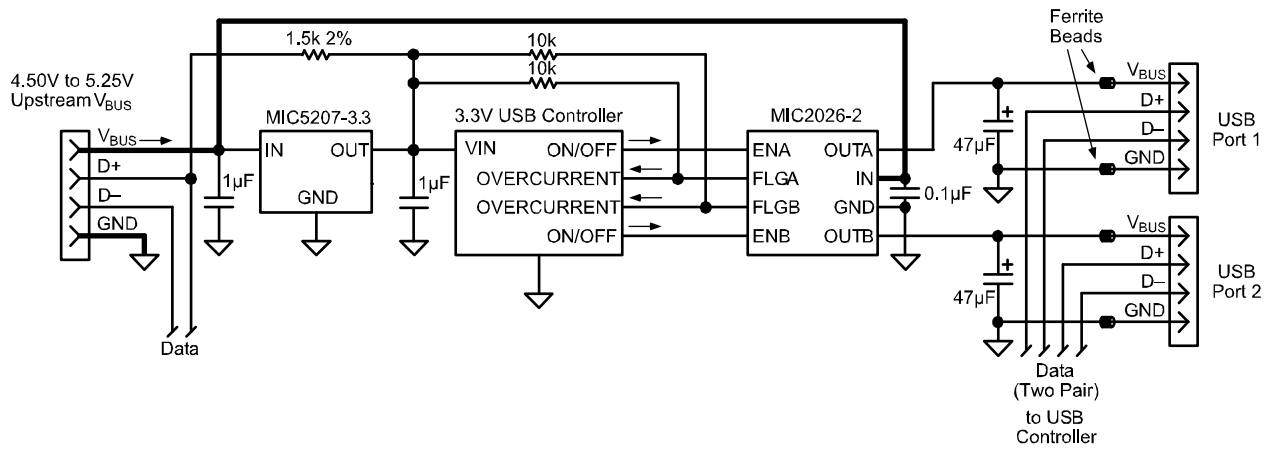 1.5k 2%
10k
10k
4.50V to 5.25V
Upstream VBUS
VBUS
D+
D–
GND
Data
1µF
MIC5207-3.3
IN
OUT
GND
1µF
3.3V USB Controller
VIN
ON/OFF
OVERCURRENT
OVERCURRENT
ON/OFF
MIC2026-2
ENA
OUTA
FLGA
IN
FLGB
GND
ENB
OUTB
0.1µF
Ferrite
Beads
+
47µF
VBUS
D+
D–
GND
USB
Port 1
+
47µF
VBUS
D+
D–
GND
USB
Port 2
Data
(Two Pair)
to USB
Controller